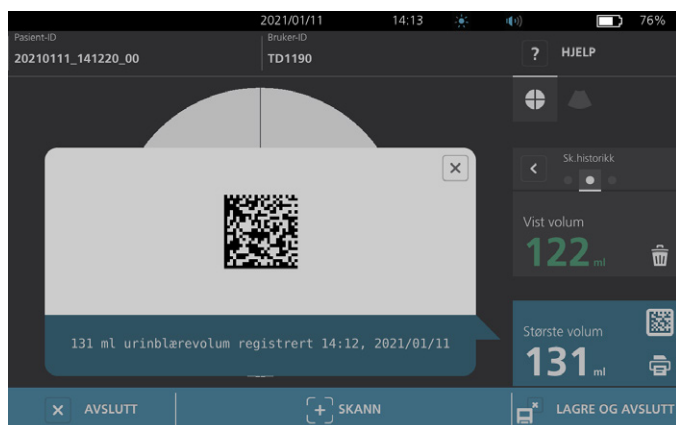 2021/01/11 14:13 76%
Pasient-ID
20210111_141220_00
Bruker-ID
TD1190
? HJELP
Sk.historikk
Vist volum
122 ml
131 ml urinblærevolum registrert 14:12, 2021/01/11
Største volum
131 ml
AVSLUTT
SKANN
LAGRE OG AVSLUTT